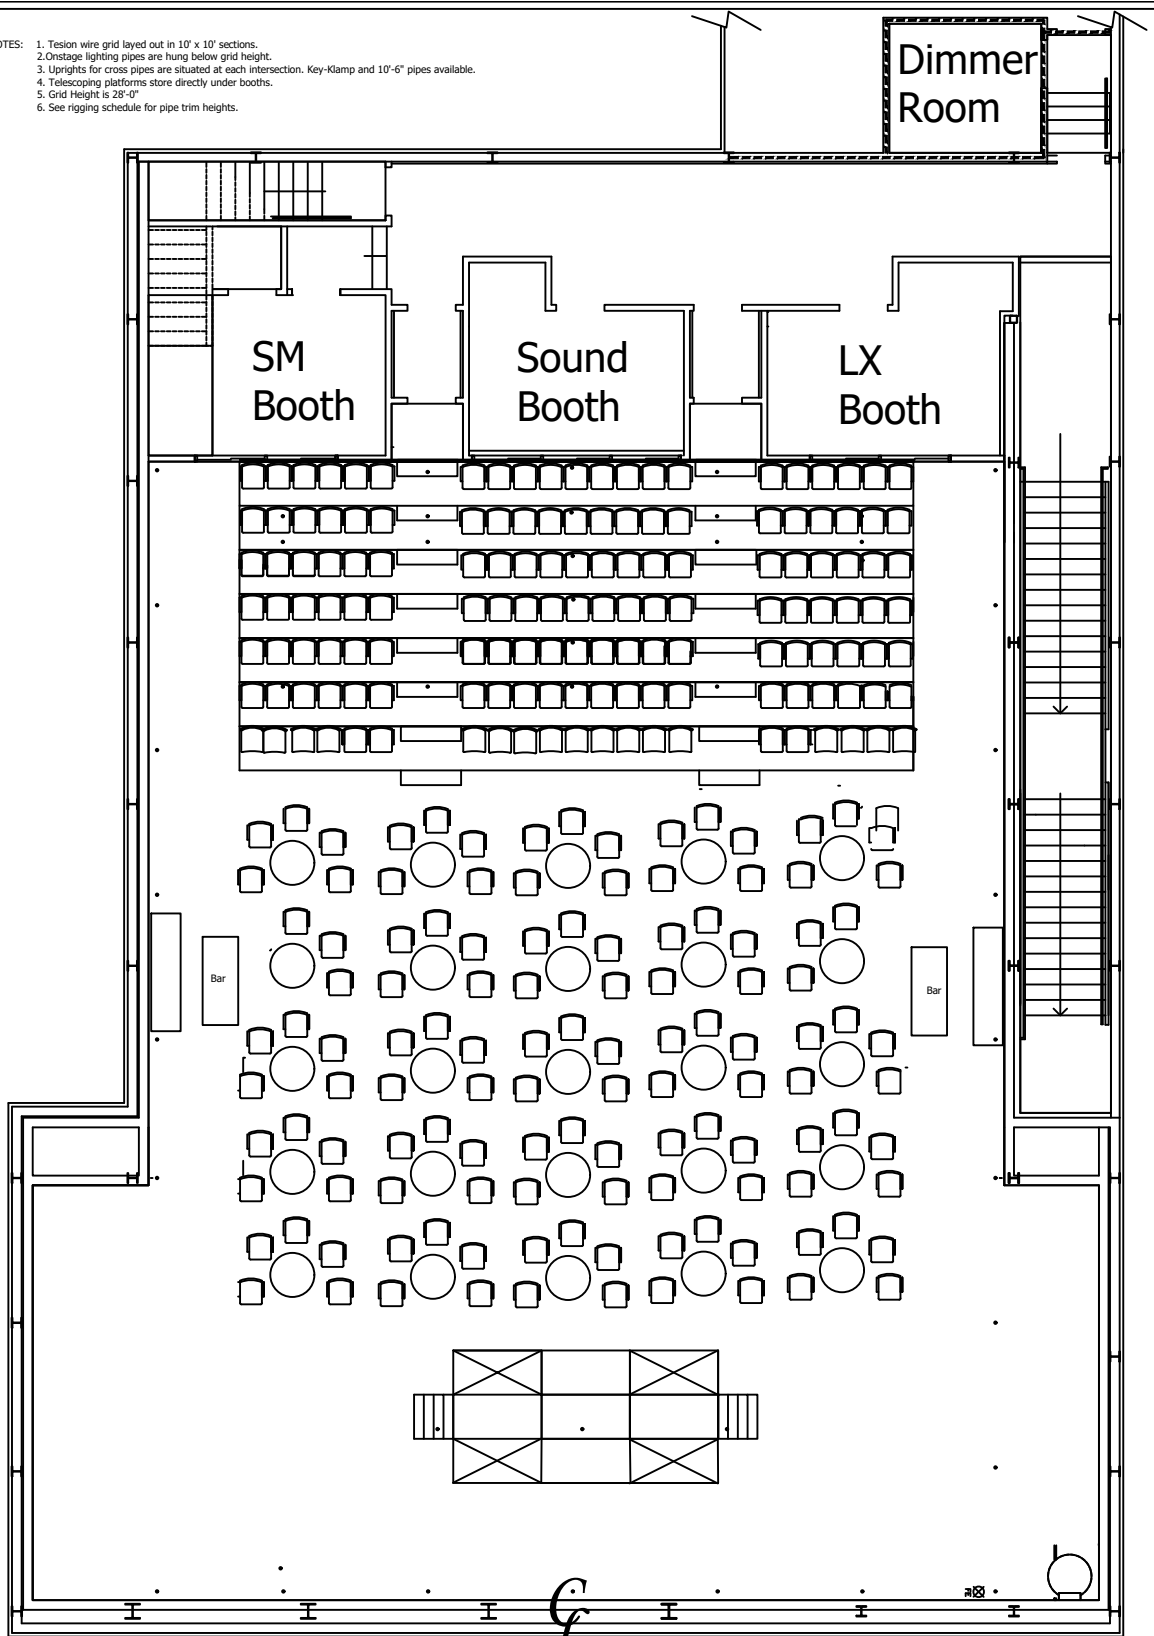 OTES: 1. Tesion wire grid layed out in 10' x 10' sections.
2.Onstage lighting pipes are hung below grid height.
3. Uprights for cross pipes are situated at each intersection. Key-Klamp and 10'-6" pipes available.
4. Telescoping platforms store directly under booths.
5. Grid Height is 28'-0"
6. See rigging schedule for pipe trim heights.
Dimmer
Room
SM
Booth
Sound
Booth
LX
Booth
Bar
Bar